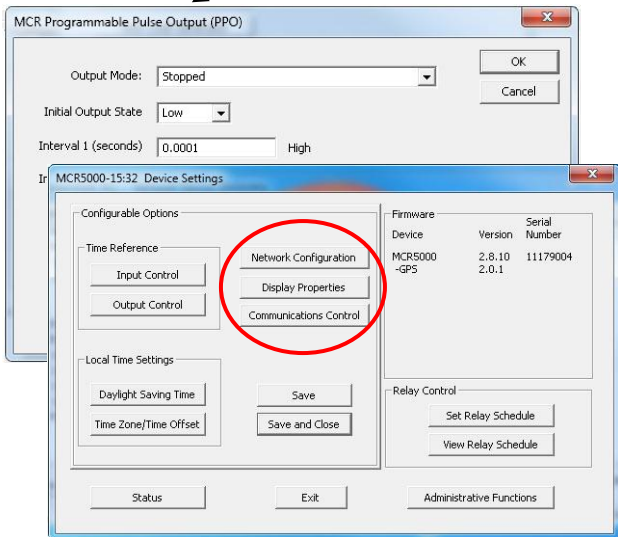 MCR Programmable Pulse Output (PPO)
OK
Output Mode: Stopped
Cancel
Initial Output State Low
Interval 1 (seconds) 0.0001 High
MCR5000-15:32 Device Settings
Configurable Options
Firmware
Device Version Serial Number
MCR5000 2.8.10 11179004
-GPS 2.0.1
Time Reference
Input Control
Output Control
Network Configuration
Display Properties
Communications Control
Local Time Settings
Daylight Saving Time
Time Zone/Time Offset
Save
Save and Close
Relay Control
Set Relay Schedule
View Relay Schedule
Status
Exit
Administrative Functions